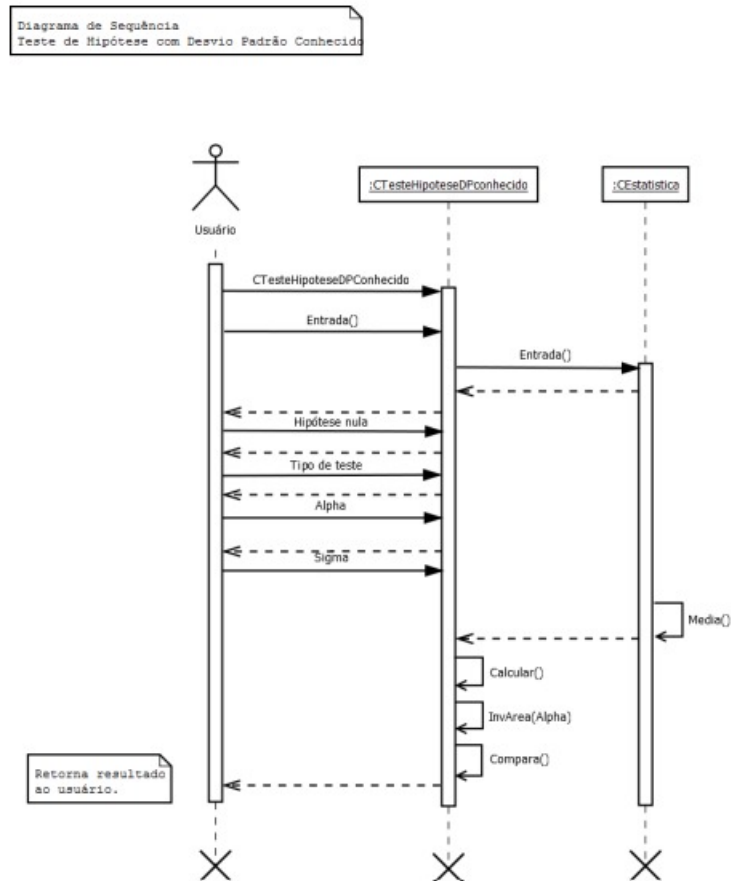 Diagrama de Sequência
Teste de Hipótese com Desvio Padrão Conhecido
:CTesteHipoteseDPconhecido
:CEstatistica
Usuário
CTesteHipoteseDPConhecido
Entrada()
Entrada()
Hipótese nula
Tipo de teste
Alpha
Sigma
Media()
Calcular()
InvArea(Alpha)
Compara()
Retorna resultado
ao usuário.